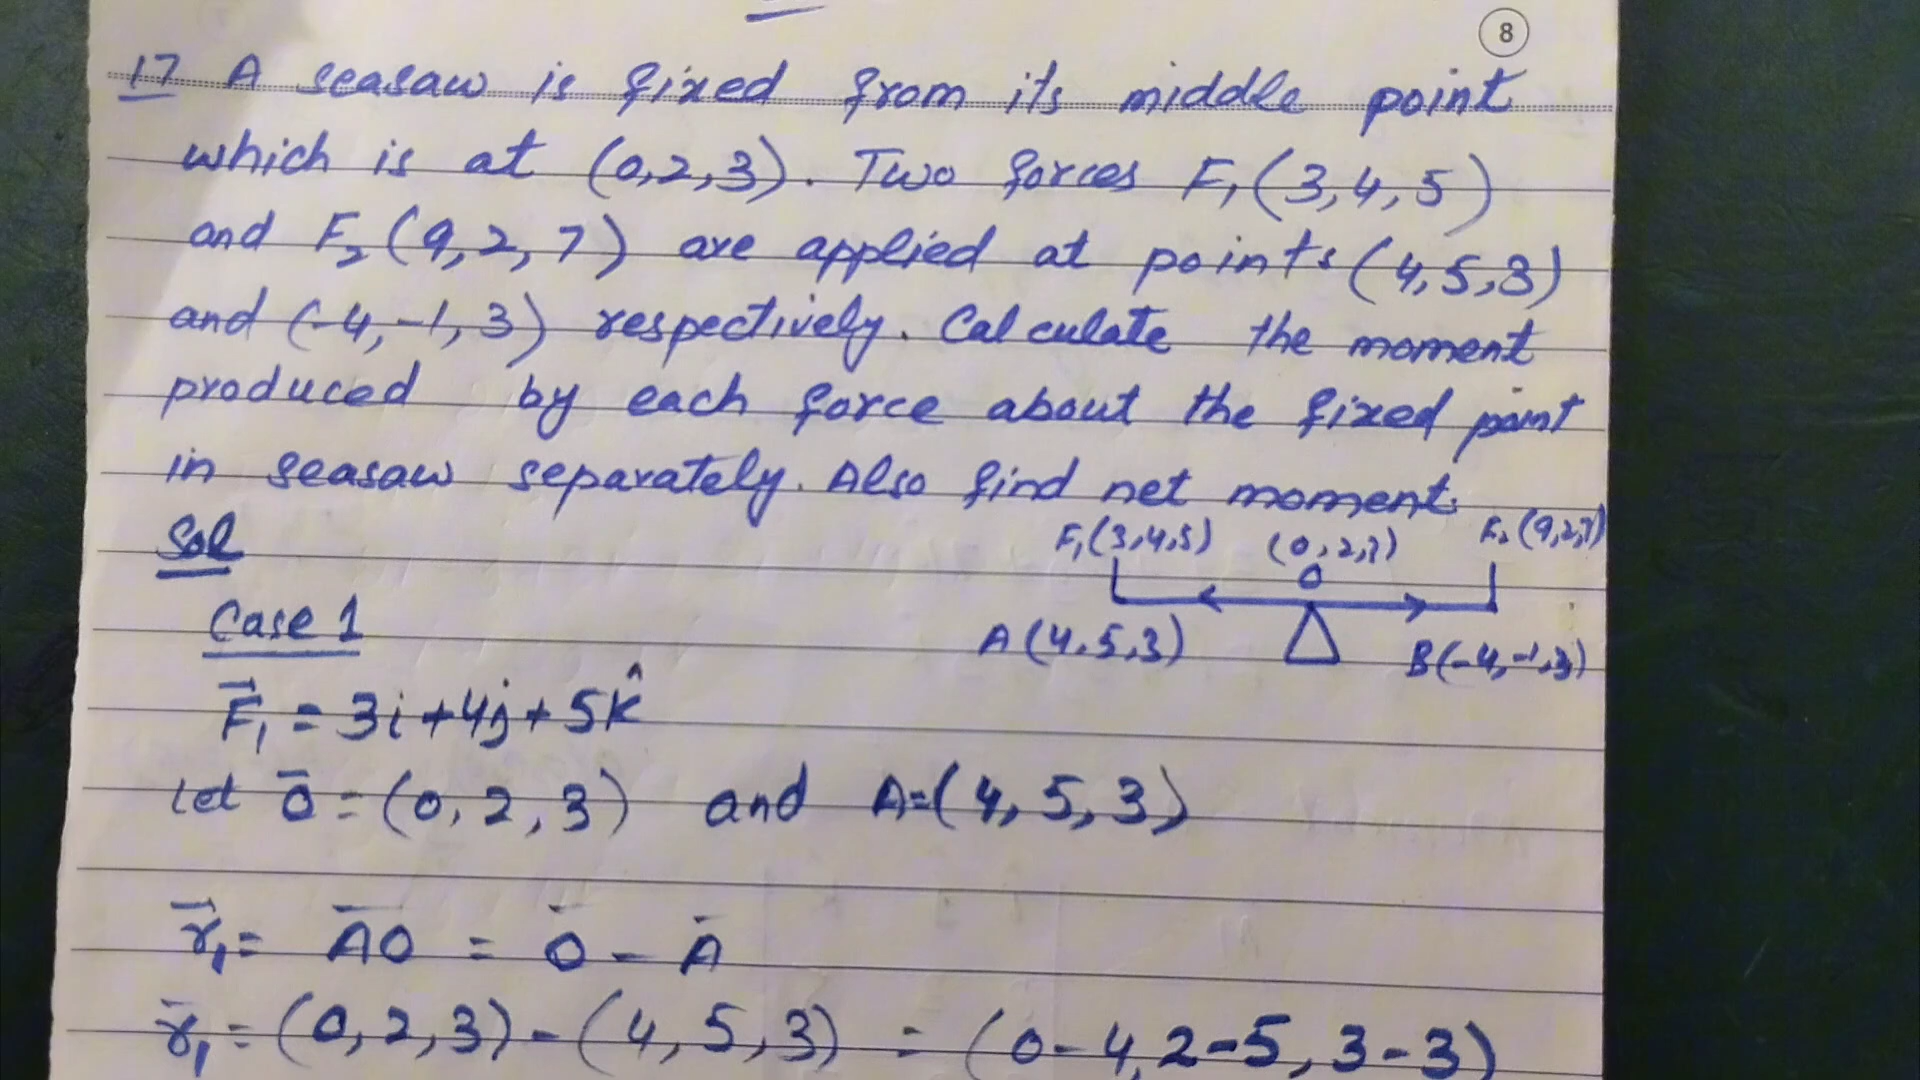 8
17 A seasaw is fixed from its middle point
which is at (0,2,3). Two forces F₁(3,4,5)
and F₂(9,2,7) are applied at points (4,5,3)
and (-4,-1,3) respectively. Calculate the moment
produced by each force about the fixed point
in seasaw separately. Also find net moment.
Sol
F₁(3,4,5) (0,2,3) F₂(9,2,7)
O
Case 1
A(4,5,3) B(-4,-1,3)
F⃗₁ = 3i+4j+5k̂
Let O̅ = (0,2,3) and A=(4,5,3)
r⃗₁ = A̅O̅ = O̅ - A̅
r̅₁ = (0,2,3)-(4,5,3) = (0-4,2-5,3-3)